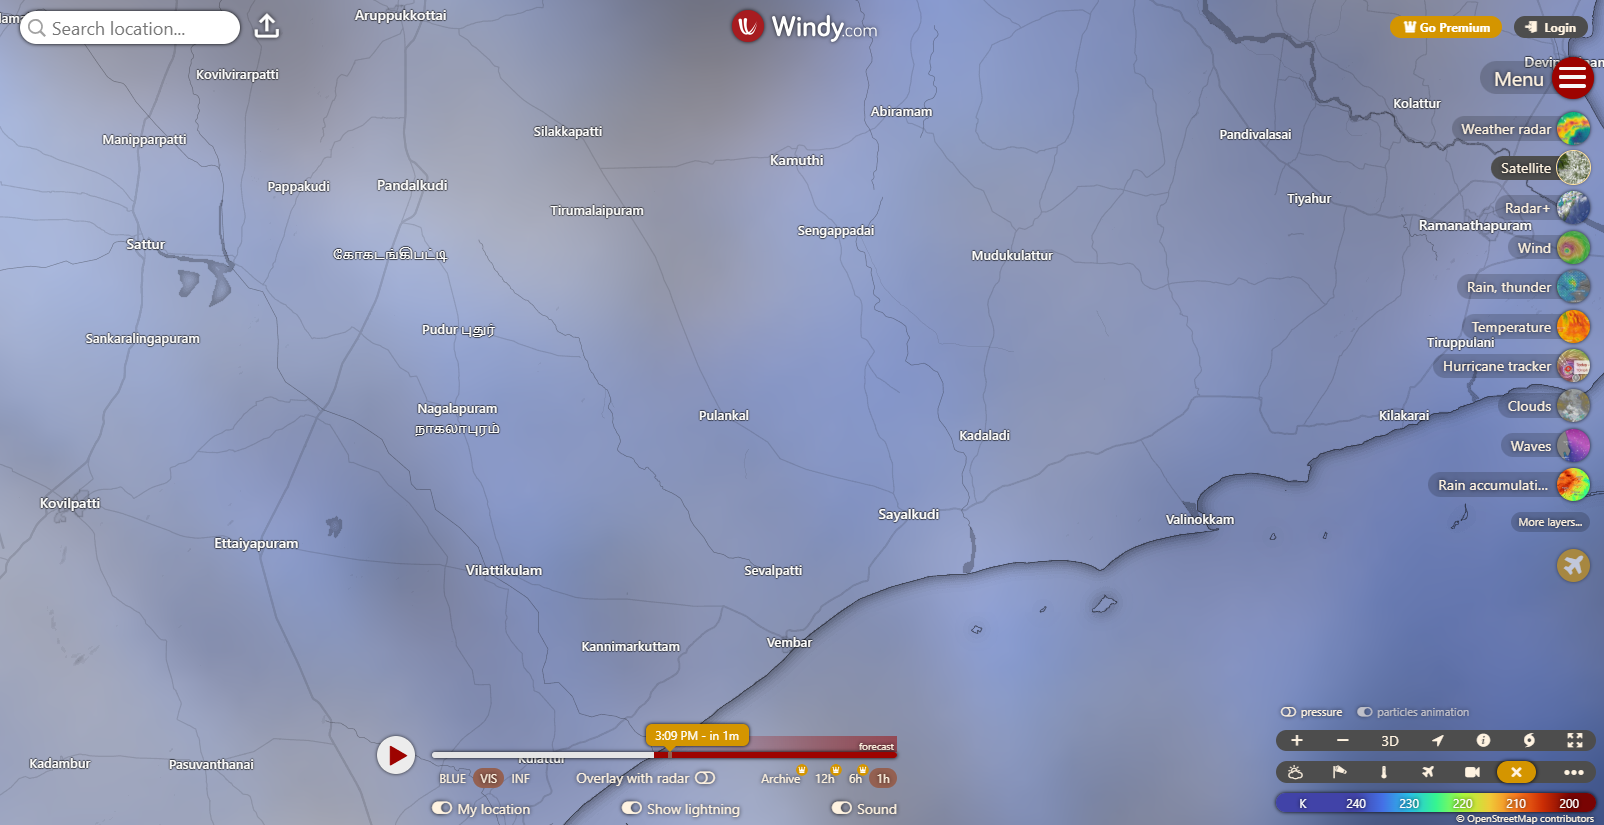 Aruppukkottai
Search location...
Windy.com
Go Premium
Login
Kovilvirarpatti
Menu
Kolattur
Abiramam
Manipparpatti
Silakkapatti
Pandivalasai
Weather radar
Kamuthi
Satellite
Pappakudi
Pandalkudi
Tiyahur
Radar+
Tirumalaipuram
Sengappadai
Ramanathapuram
Sattur
கோகடங்கிபட்டி
Mudukulattur
Wind
Rain, thunder
Pudur புதூர்
Temperature
Sankaralingapuram
Tiruppulani
Hurricane tracker
Nagalapuram
நாகலாபுரம்
Pulankal
Kilakarai
Clouds
Kadaladi
Waves
Rain accumulati...
Kovilpatti
Sayalkudi
Valinokkam
More layers...
Ettaiyapuram
Vilattikulam
Sevalpatti
Kannimarkuttam
Vembar
pressure
particles animation
3:09 PM - in 1m
forecast
3D
Kadambur
Pasuvanthanai
Kulattur
BLUE VIS INF
Overlay with radar
Archive 12h 6h 1h
My location
Show lightning
Sound
K 240 230 220 210 200
© OpenStreetMap contributors